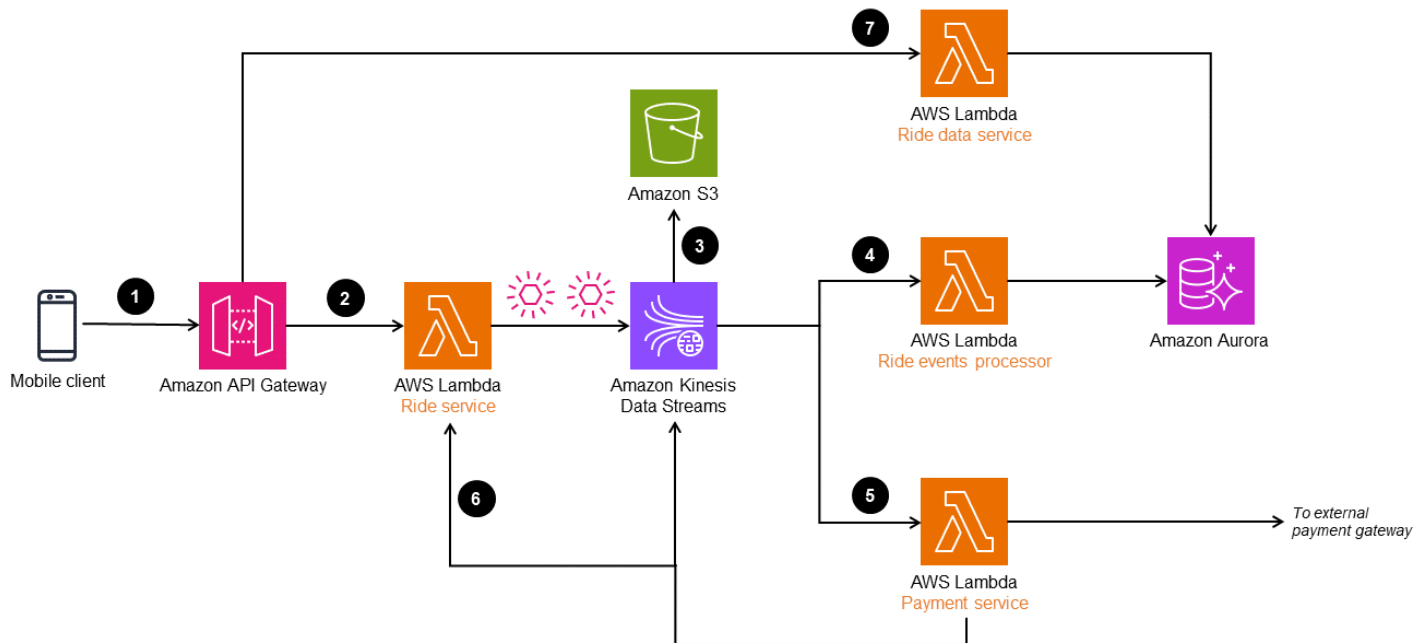 7
AWS Lambda
Ride data service
Amazon S3
3
4
1
2
</>
Mobile client
Amazon API Gateway
AWS Lambda
Ride service
Amazon Kinesis
Data Streams
AWS Lambda
Ride events processor
Amazon Aurora
6
5
To external
payment gateway
AWS Lambda
Payment service